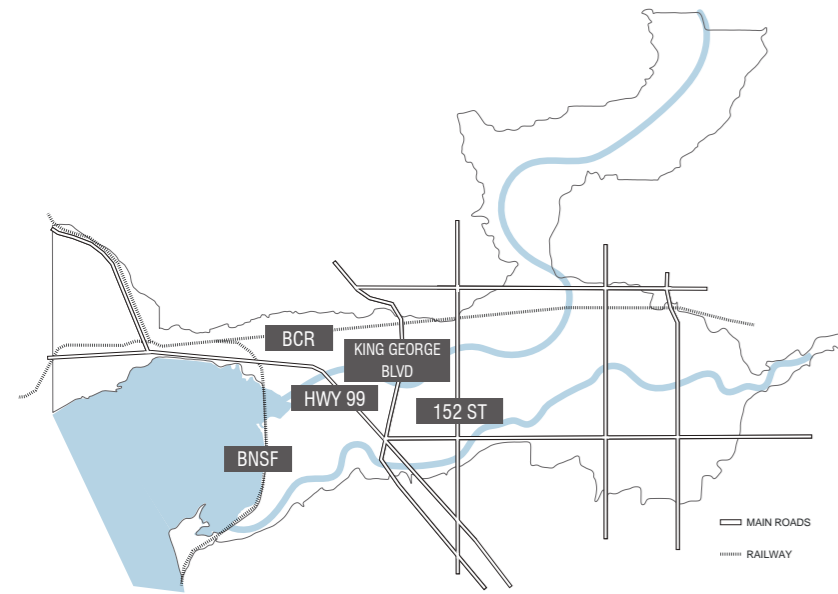 BCR
KING GEORGE
BLVD
HWY 99
152 ST
BNSF
MAIN ROADS
RAILWAY